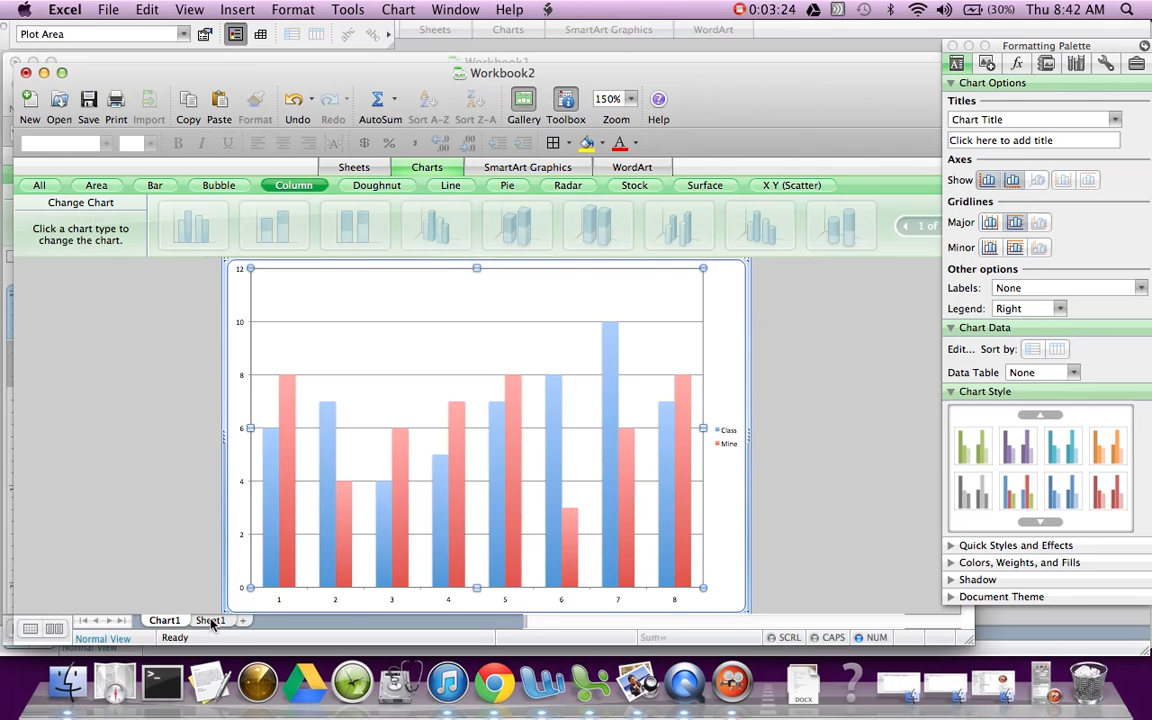 Excel File Edit View Insert Format Tools Chart Window Help 0:03:24 (30%) Thu 8:42 AM
Plot Area Sheets Charts SmartArt Graphics WordArt
Formatting Palette
Workbook1
Workbook2
New Open Save Print Import Copy Paste Format Undo Redo AutoSum Sort A-Z Sort Z-A Gallery Toolbox 150% Zoom Help
Sheets Charts SmartArt Graphics WordArt
All Area Bar Bubble Column Doughnut Line Pie Radar Stock Surface X Y (Scatter)
Change Chart
Click a chart type to
change the chart.
1 of
12
10
8
6
4
2
0
1 2 3 4 5 6 7 8
Class
Mine
Chart1 Sheet1
Normal View Ready Sum= SCRL CAPS NUM
Normal View
Chart Options
Titles
Chart Title
Click here to add title
Axes
Show
Gridlines
Major
Minor
Other options
Labels: None
Legend: Right
Chart Data
Edit... Sort by:
Data Table None
Chart Style
Quick Styles and Effects
Colors, Weights, and Fills
Shadow
Document Theme
DOCX